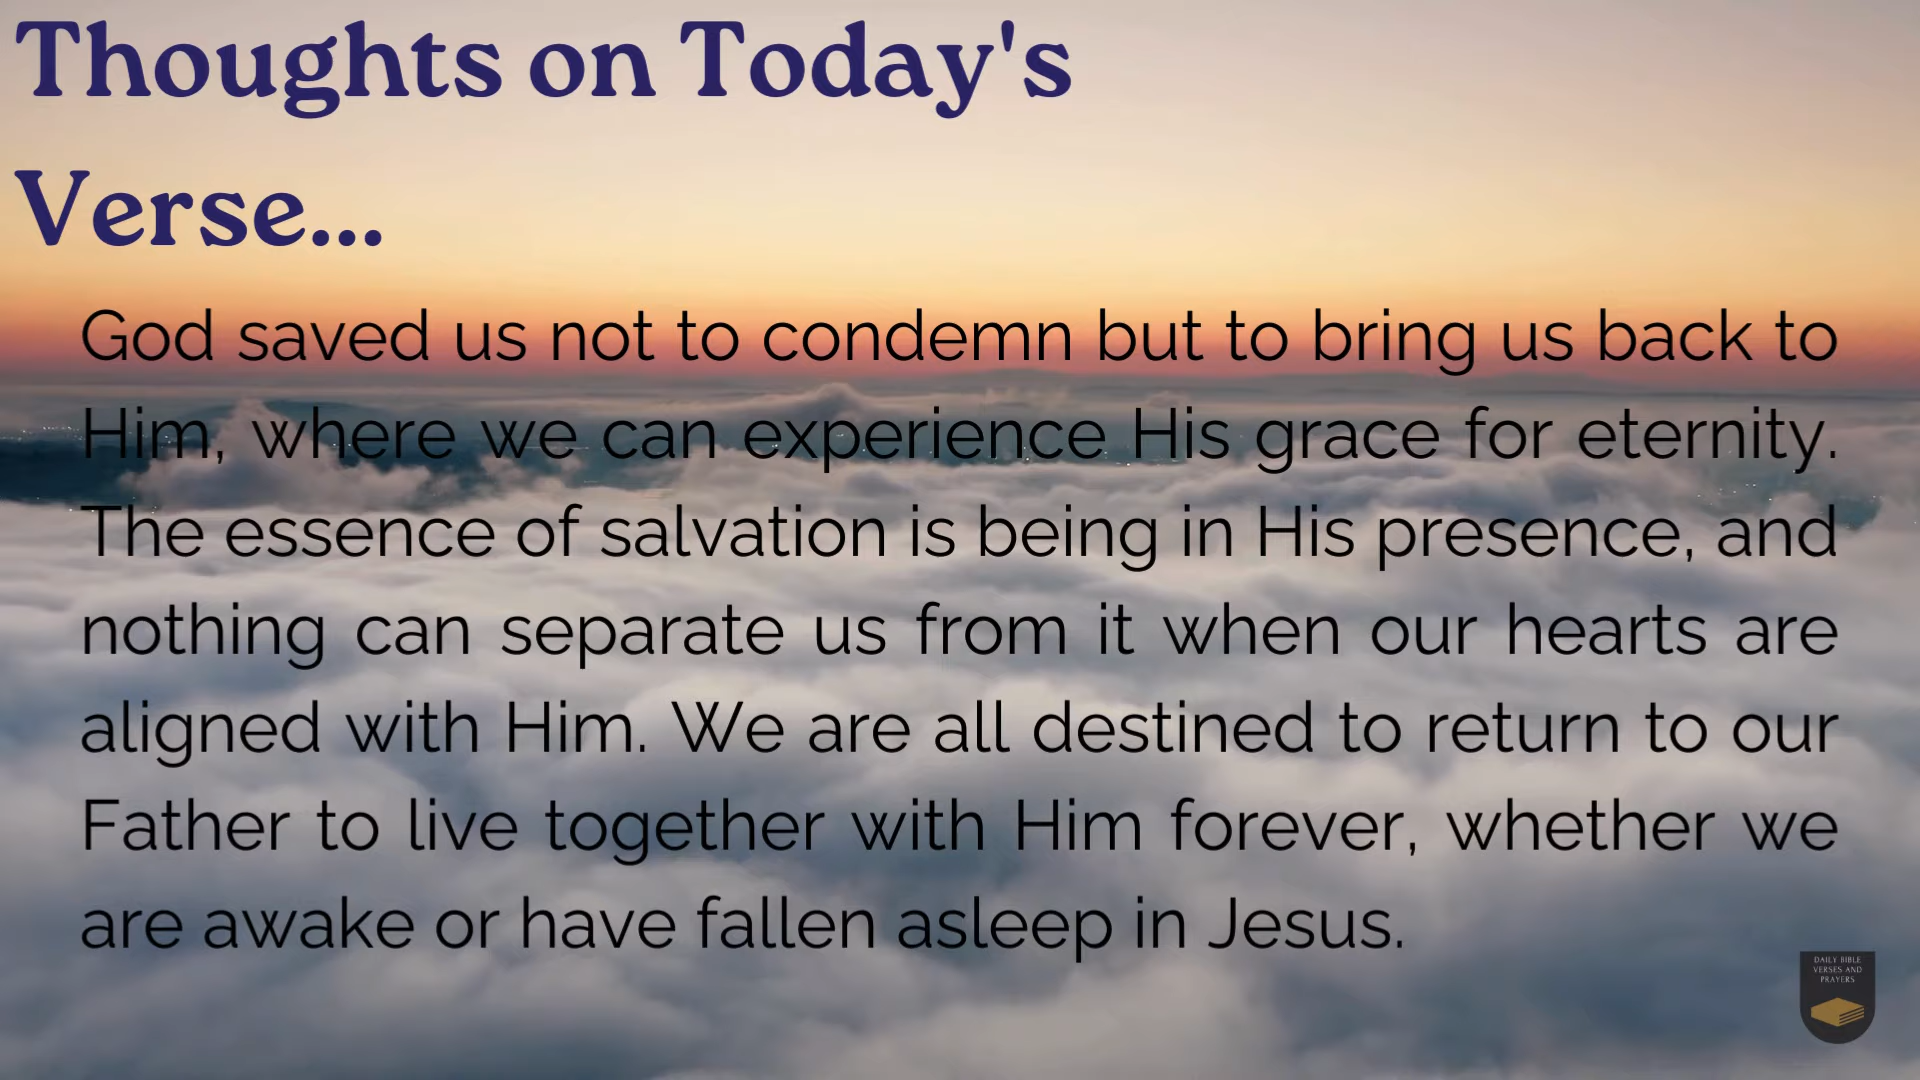 Thoughts on Today's
Verse...
God saved us not to condemn but to bring us back to
Him, where we can experience His grace for eternity.
The essence of salvation is being in His presence, and
nothing can separate us from it when our hearts are
aligned with Him. We are all destined to return to our
Father to live together with Him forever, whether we
are awake or have fallen asleep in Jesus.
DAILY BIBLE
VERSES AND
PRAYERS